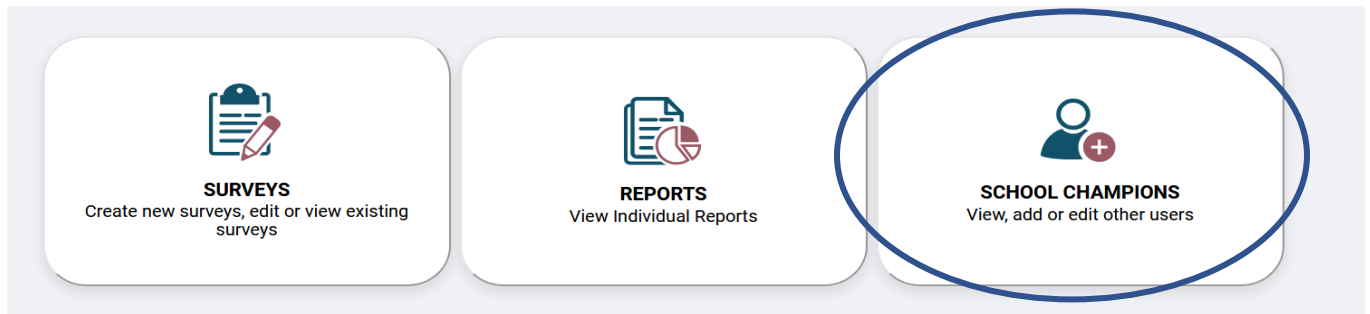 SURVEYS
Create new surveys, edit or view existing
surveys
REPORTS
View Individual Reports
SCHOOL CHAMPIONS
View, add or edit other users